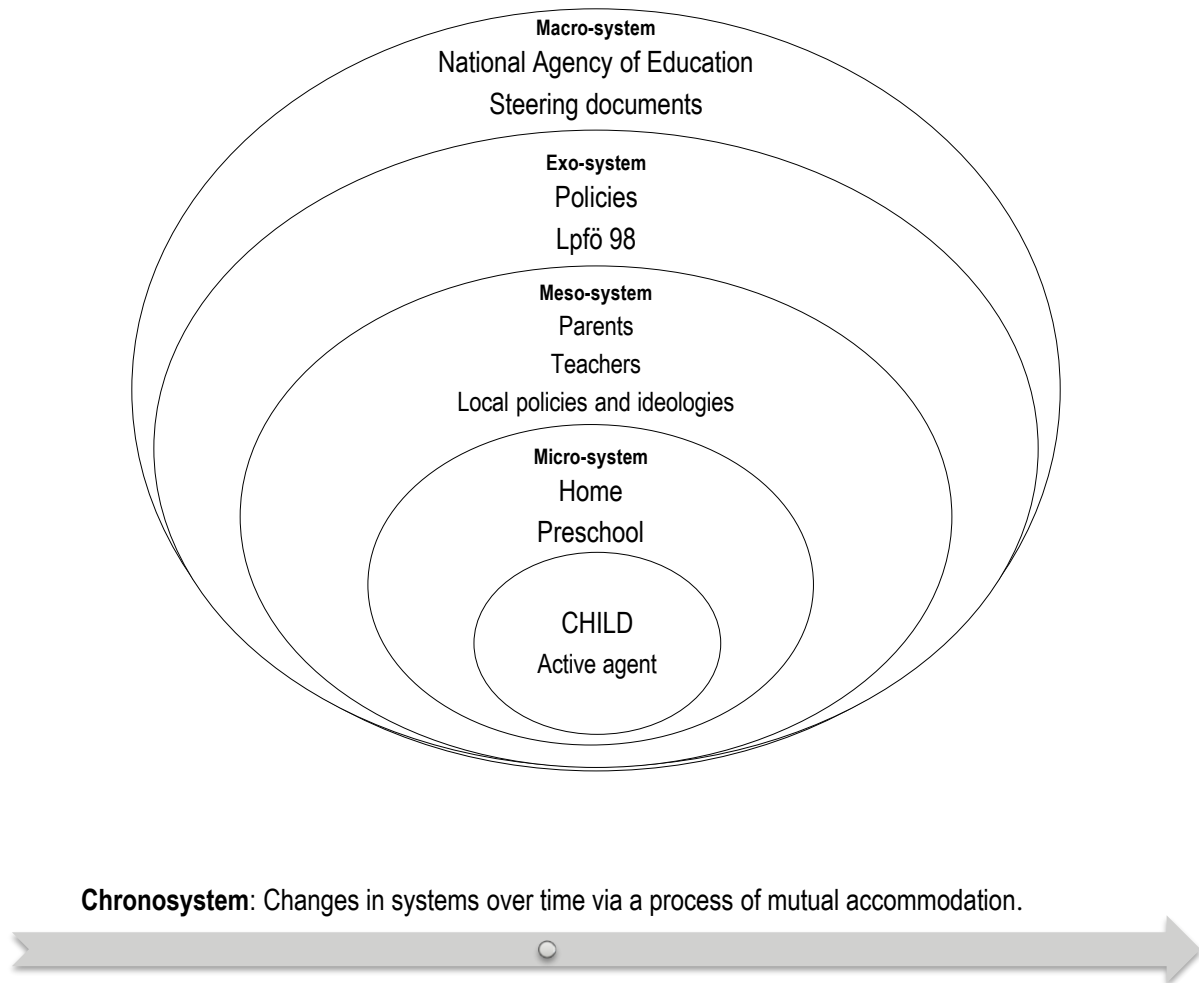 Macro-system
National Agency of Education
Steering documents
Exo-system
Policies
Lpfö 98
Meso-system
Parents
Teachers
Local policies and ideologies
Micro-system
Home
Preschool
CHILD
Active agent
Chronosystem: Changes in systems over time via a process of mutual accommodation.